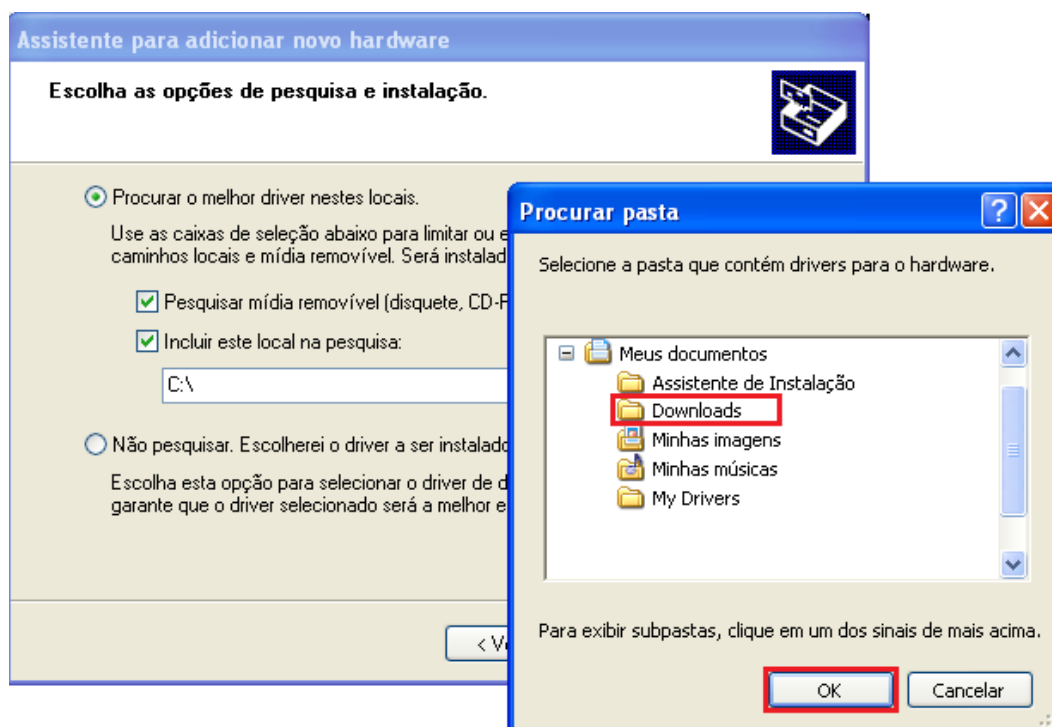 Assistente para adicionar novo hardware
Escolha as opções de pesquisa e instalação.
Procurar o melhor driver nestes locais.
Use as caixas de seleção abaixo para limitar ou
caminhos locais e mídia removível. Será
Pesquisar mídia removível (disquete,
Incluir este local na pesquisa:
C:\
Não pesquisar. Escolherei o driver a ser
Escolha esta opção para selecionar o driver de
garante que o driver selecionado será a melhor
<
Procurar pasta
Selecione a pasta que contém drivers para o hardware.
Meus documentos
Assistente de Instalação
Downloads
Minhas imagens
Minhas músicas
My Drivers
Para exibir subpastas, clique em um dos sinais de mais acima.
OK
Cancelar